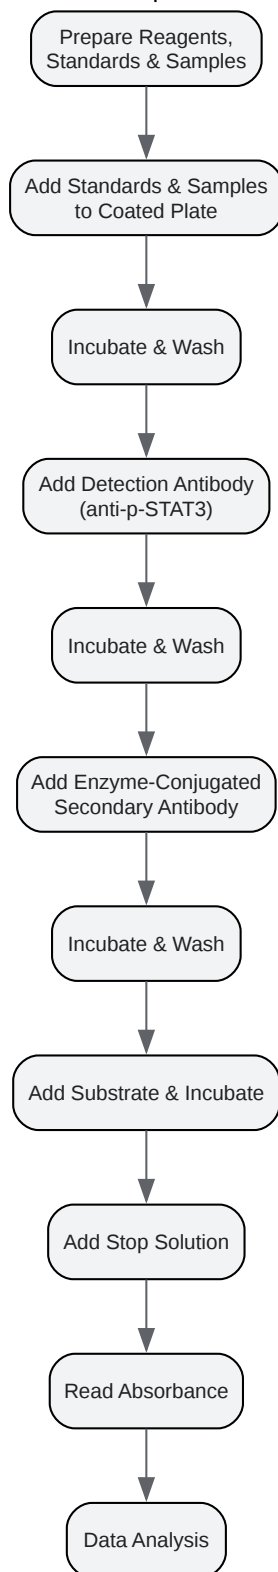 Prepare Reagents,
Standards & Samples
Add Standards & Samples
to Coated Plate
Incubate & Wash
Add Detection Antibody
(anti-p-STAT3)
Incubate & Wash
Add Enzyme-Conjugated
Secondary Antibody
Incubate & Wash
Add Substrate & Incubate
Add Stop Solution
Read Absorbance
Data Analysis